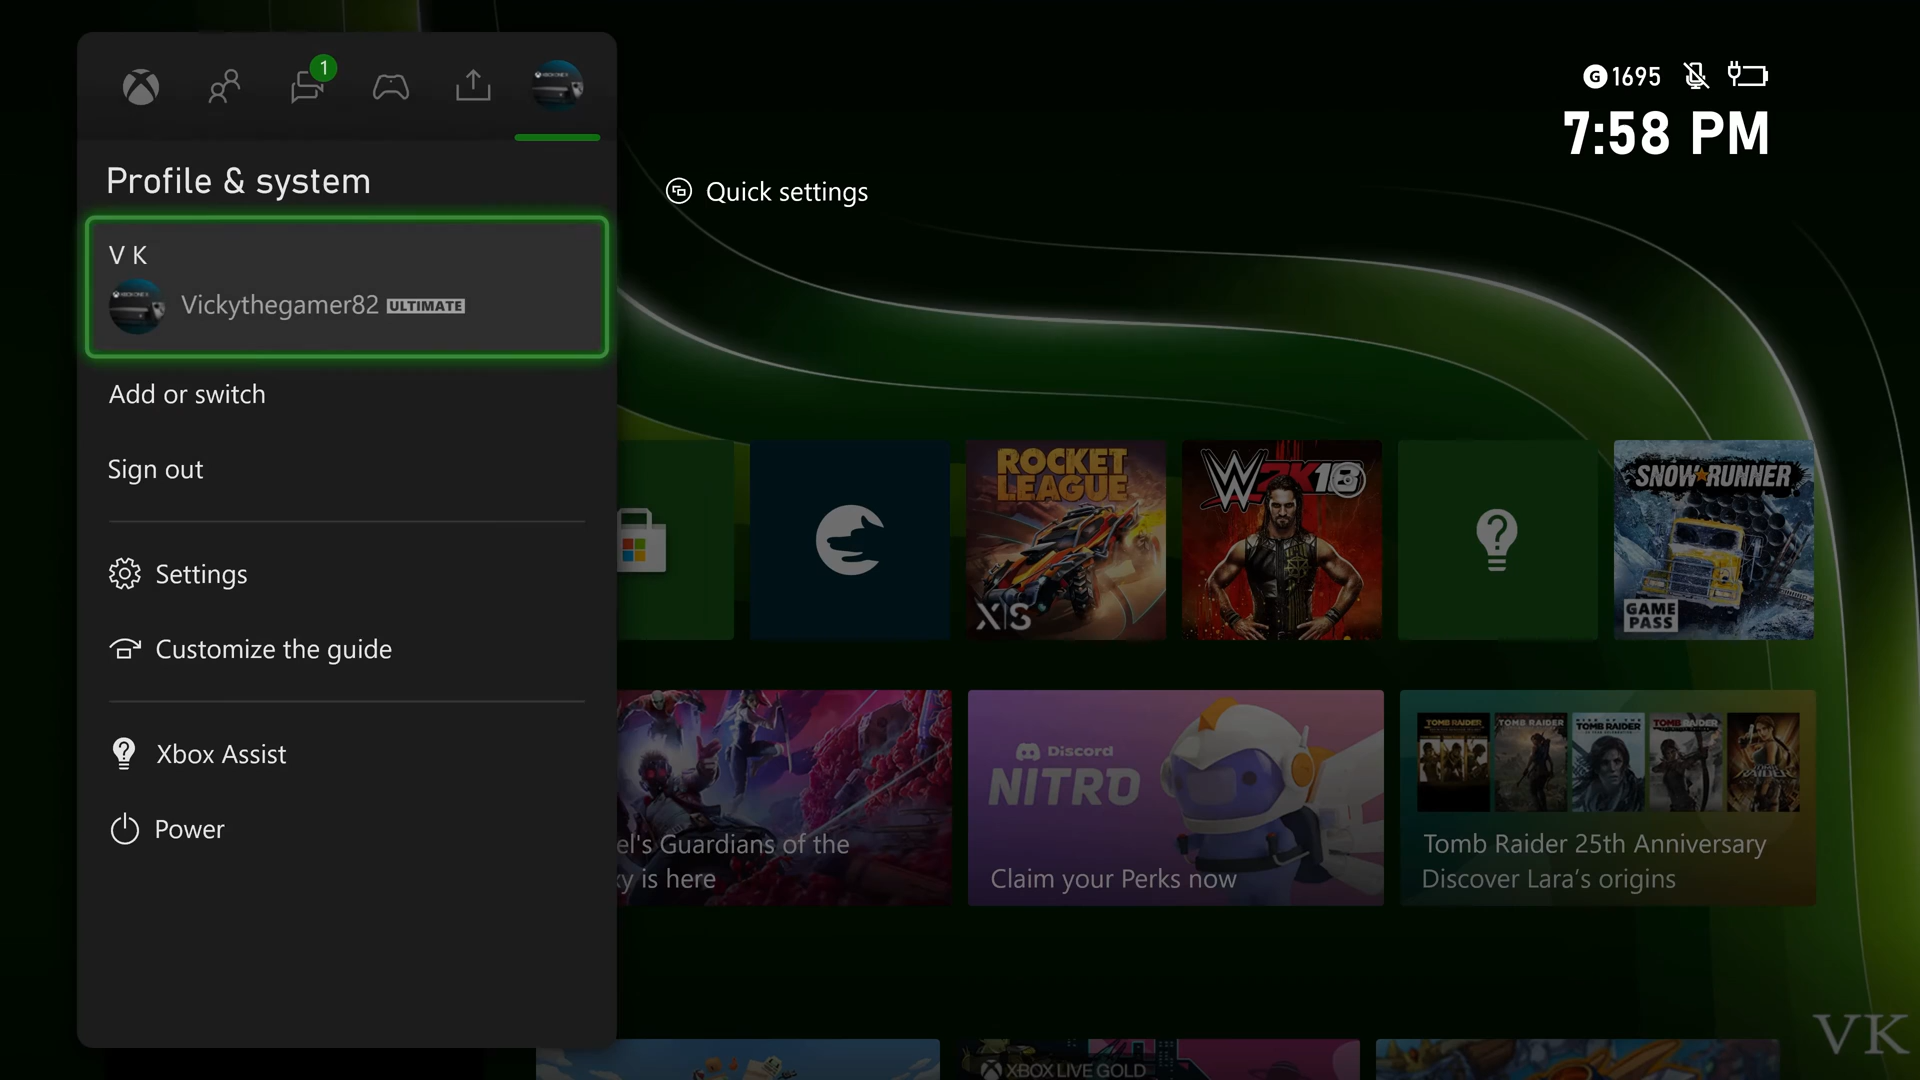 1
G 1695
7:58 PM
Profile & system
Quick settings
V K
Vickythegamer82 ULTIMATE
Add or switch
Sign out
Settings
Customize the guide
Xbox Assist
Power
ROCKET
LEAGUE
X|S
W 2K18
SNOWRUNNER
GAME
PASS
el's Guardians of the
xy is here
Discord
NITRO
Claim your Perks now
TOMB RAIDER
TOMB RAIDER
TOMB RAIDER
TOMB RAIDER
Tomb Raider 25th Anniversary
Discover Lara's origins
XBOX LIVE GOLD
VK